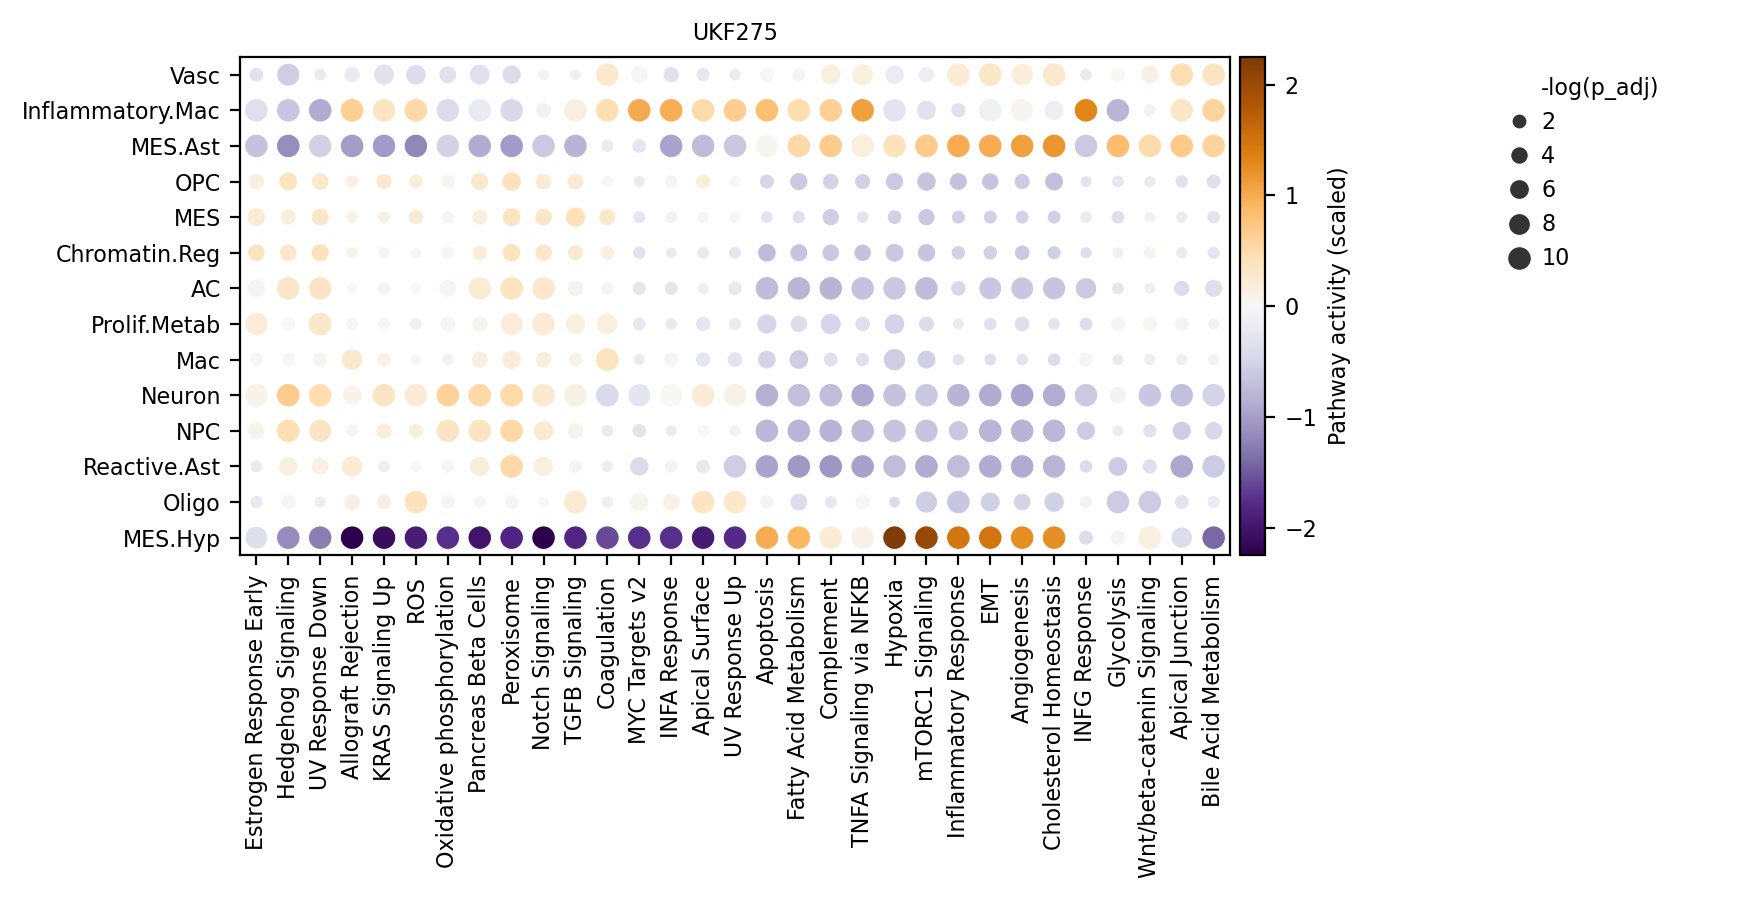 UKF275
Vasc
Inflammatory.Mac
MES.Ast
OPC
MES
Chromatin.Reg
AC
Prolif.Metab
Mac
Neuron
NPC
Reactive.Ast
Oligo
MES.Hyp
Estrogen Response Early
Hedgehog Signaling
UV Response Down
Allograft Rejection
KRAS Signaling Up
ROS
Oxidative phosphorylation
Pancreas Beta Cells
Peroxisome
Notch Signaling
TGFB Signaling
Coagulation
MYC Targets v2
INFA Response
Apical Surface
UV Response Up
Apoptosis
Fatty Acid Metabolism
Complement
TNFA Signaling via NFKB
Hypoxia
mTORC1 Signaling
Inflammatory Response
EMT
Angiogenesis
Cholesterol Homeostasis
INFG Response
Glycolysis
Wnt/beta-catenin Signaling
Apical Junction
Bile Acid Metabolism
2
1
0
−1
−2
Pathway activity (scaled)
-log(p_adj)
2
4
6
8
10